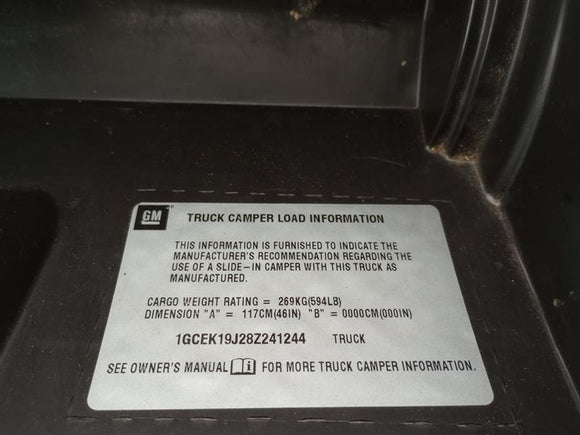 GM TRUCK CAMPER LOAD INFORMATION
THIS INFORMATION IS FURNISHED TO INDICATE THE
MANUFACTURER'S RECOMMENDATION REGARDING THE
USE OF A SLIDE-IN CAMPER WITH THIS TRUCK AS
MANUFACTURED.
CARGO WEIGHT RATING = 269KG(594LB)
DIMENSION "A" = 117CM(46IN) "B" = 0000CM(000IN)
1GCEK19J28Z241244 TRUCK
SEE OWNER'S MANUAL i FOR MORE TRUCK CAMPER INFORMATION.